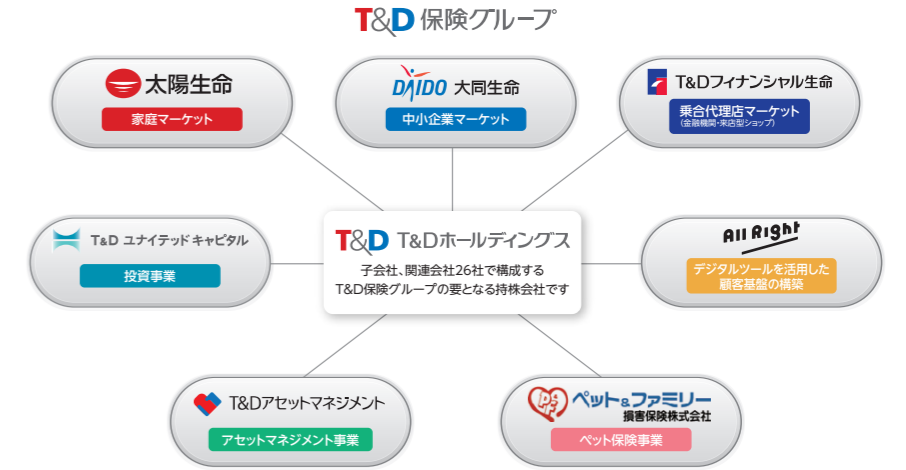 T&D 保険グループ
太陽生命
家庭マーケット
DAIDO 大同生命
中小企業マーケット
T&Dフィナンシャル生命
乗合代理店マーケット
(金融機関・来店型ショップ)
T&D ユナイテッドキャピタル
投資事業
T&D T&Dホールディングス
子会社、関連会社26社で構成する
T&D保険グループの要となる持株会社です
All Right
デジタルツールを活用した
顧客基盤の構築
T&Dアセットマネジメント
アセットマネジメント事業
PETS
ペット&ファミリー
損害保険株式会社
ペット保険事業